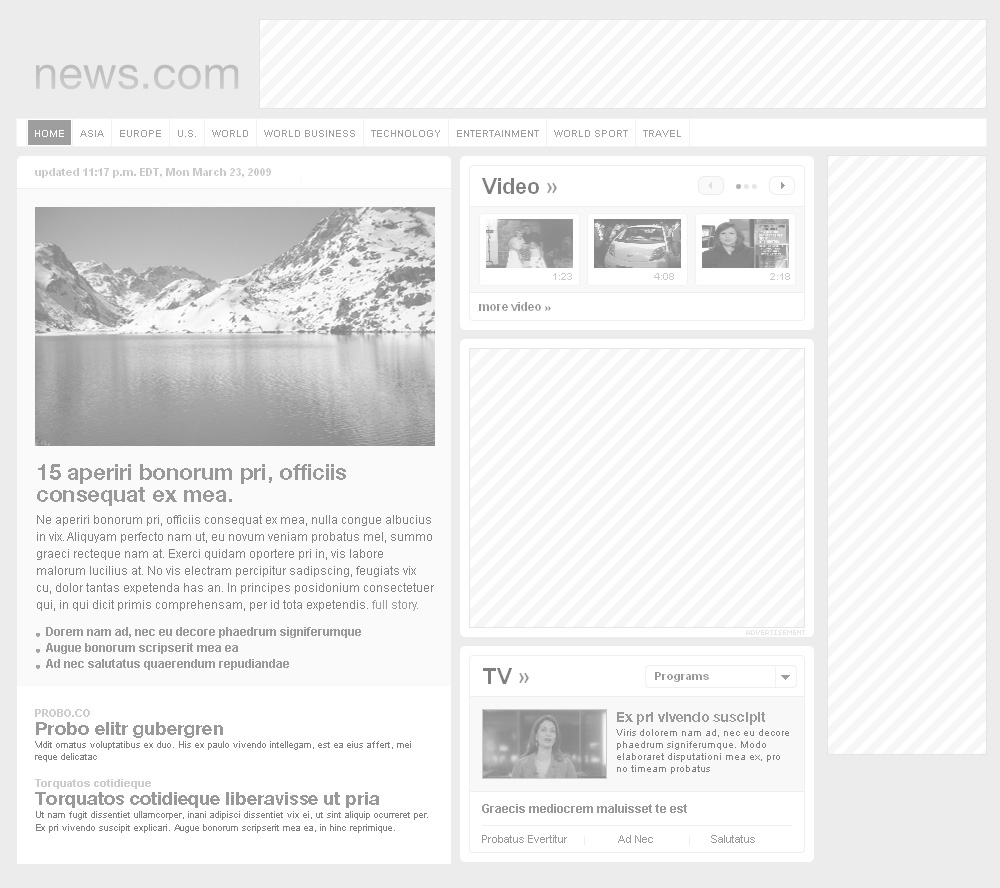 news.com
HOME ASIA EUROPE U.S. WORLD WORLD BUSINESS TECHNOLOGY ENTERTAINMENT WORLD SPORT TRAVEL
updated 11:17 p.m. EDT, Mon March 23, 2009
15 aperiri bonorum pri, officiis
consequat ex mea.
Ne aperiri bonorum pri, officiis consequat ex mea, nulla congue albucius
in vix. Aliquyam perfecto nam ut, eu novum veniam probatus mel, summo
graeci recteque nam at. Exerci quidam oportere pri in, vis labore
malorum lucilius at. No vis electram percipitur sadipscing, feugiats vix
cu, dolor tantas expetenda has an. In principes posidonium consectetuer
qui, in qui dicit primis comprehensam, per id tota expetendis. full story.
Dorem nam ad, nec eu decore phaedrum signiferumque
Augue bonorum scripserit mea ea
Ad nec salutatus quaerendum repudiandae
PROBO.CO
Probo elitr gubergren
Mdit ornatus voluptatibus ex duo. His ex paulo vivendo intellegam, est ea eius affert, mei
reque delicatac
Torquatos cotidieque
Torquatos cotidieque liberavisse ut pria
Ut nam fugit dissentiet ullamcorper, inani adipisci dissentiet vix ei, ut sint aliquip ocurreret per.
Ex pri vivendo suscipit explicari. Augue bonorum scripserit mea ea, in hinc reprimique.
Video »
1:23 4:08 2:18
more video »
ADVERTISEMENT
TV »
Programs
Ex pri vivendo suscipit
Viris dolorem nam ad, nec eu decore
phaedrum signiferumque. Modo
elaboraret disputationi mea ex, pro
no timeam probatus
Graecis mediocrem maluisset te est
Probatus Evertitur Ad Nec Salutatus